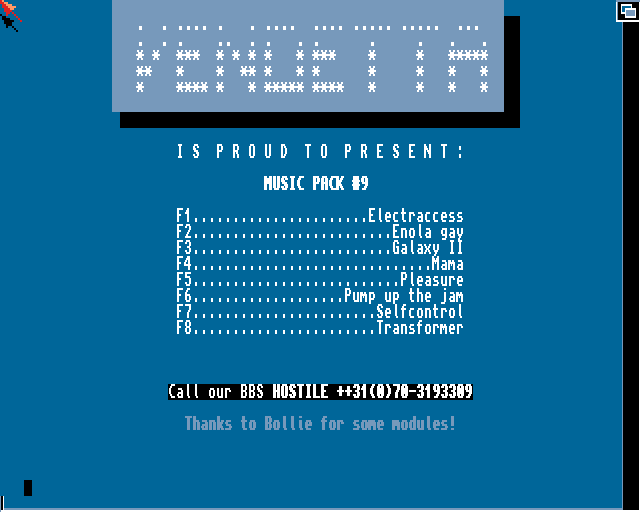 VENDETTA
IS PROUD TO PRESENT:
MUSIC PACK #9
F1......................Electraccess
F2.........................Enola gay
F3.........................Galaxy II
F4..............................Mama
F5..........................Pleasure
F6...................Pump up the jam
F7.......................Selfcontrol
F8.......................Transformer
Call our BBS HOSTILE ++31(0)70-3193309
Thanks to Bollie for some modules!